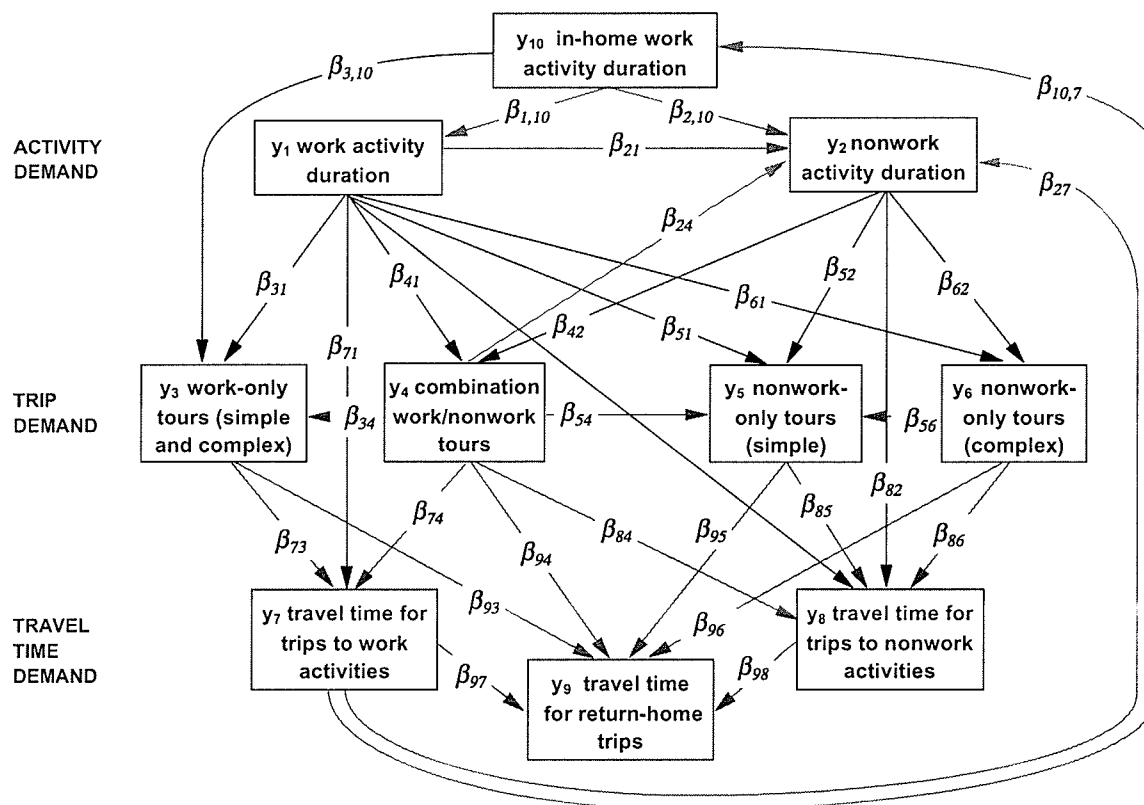 y10 in-home work
activity duration
β3,10
β10,7
β1,10
β2,10
ACTIVITY
DEMAND
y1 work activity
duration
β21
y2 nonwork
activity duration
β27
β24
β31
β41
β52
β62
β61
β42
β51
β71
TRIP
DEMAND
y3 work-only
tours (simple
and complex)
β34
y4 combination
work/nonwork
tours
β54
y5 nonwork-
only tours
(simple)
β56
y6 nonwork-
only tours
(complex)
β82
β73
β74
β94
β84
β95
β85
β86
β93
β96
TRAVEL
TIME
DEMAND
y7 travel time for
trips to work
activities
β97
y9 travel time
for return-home
trips
β98
y8 travel time for
trips to nonwork
activities